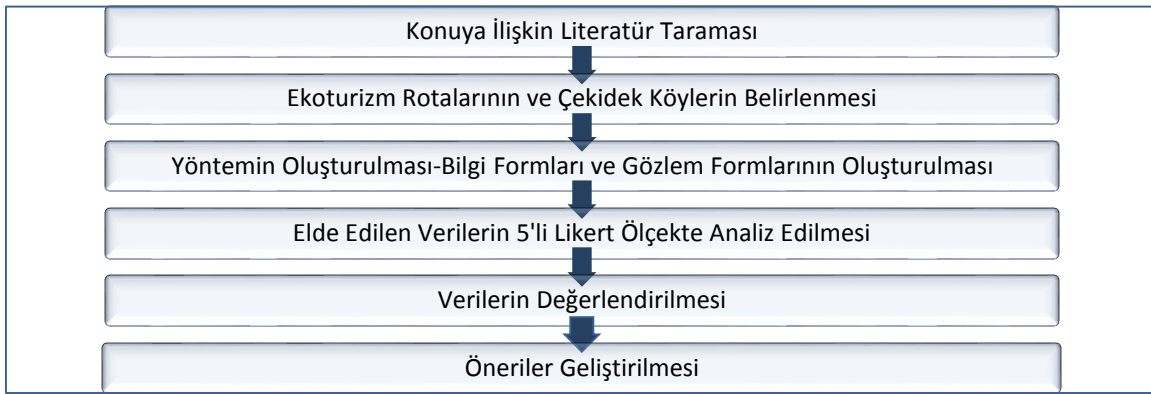 Konuya İlişkin Literatür Taraması
Ekoturizm Rotalarının ve Çekidek Köylerin Belirlenmesi
Yöntemin Oluşturulması-Bilgi Formları ve Gözlem Formlarının Oluşturulması
Elde Edilen Verilerin 5'li Likert Ölçekte Analiz Edilmesi
Verilerin Değerlendirilmesi
Öneriler Geliştirilmesi